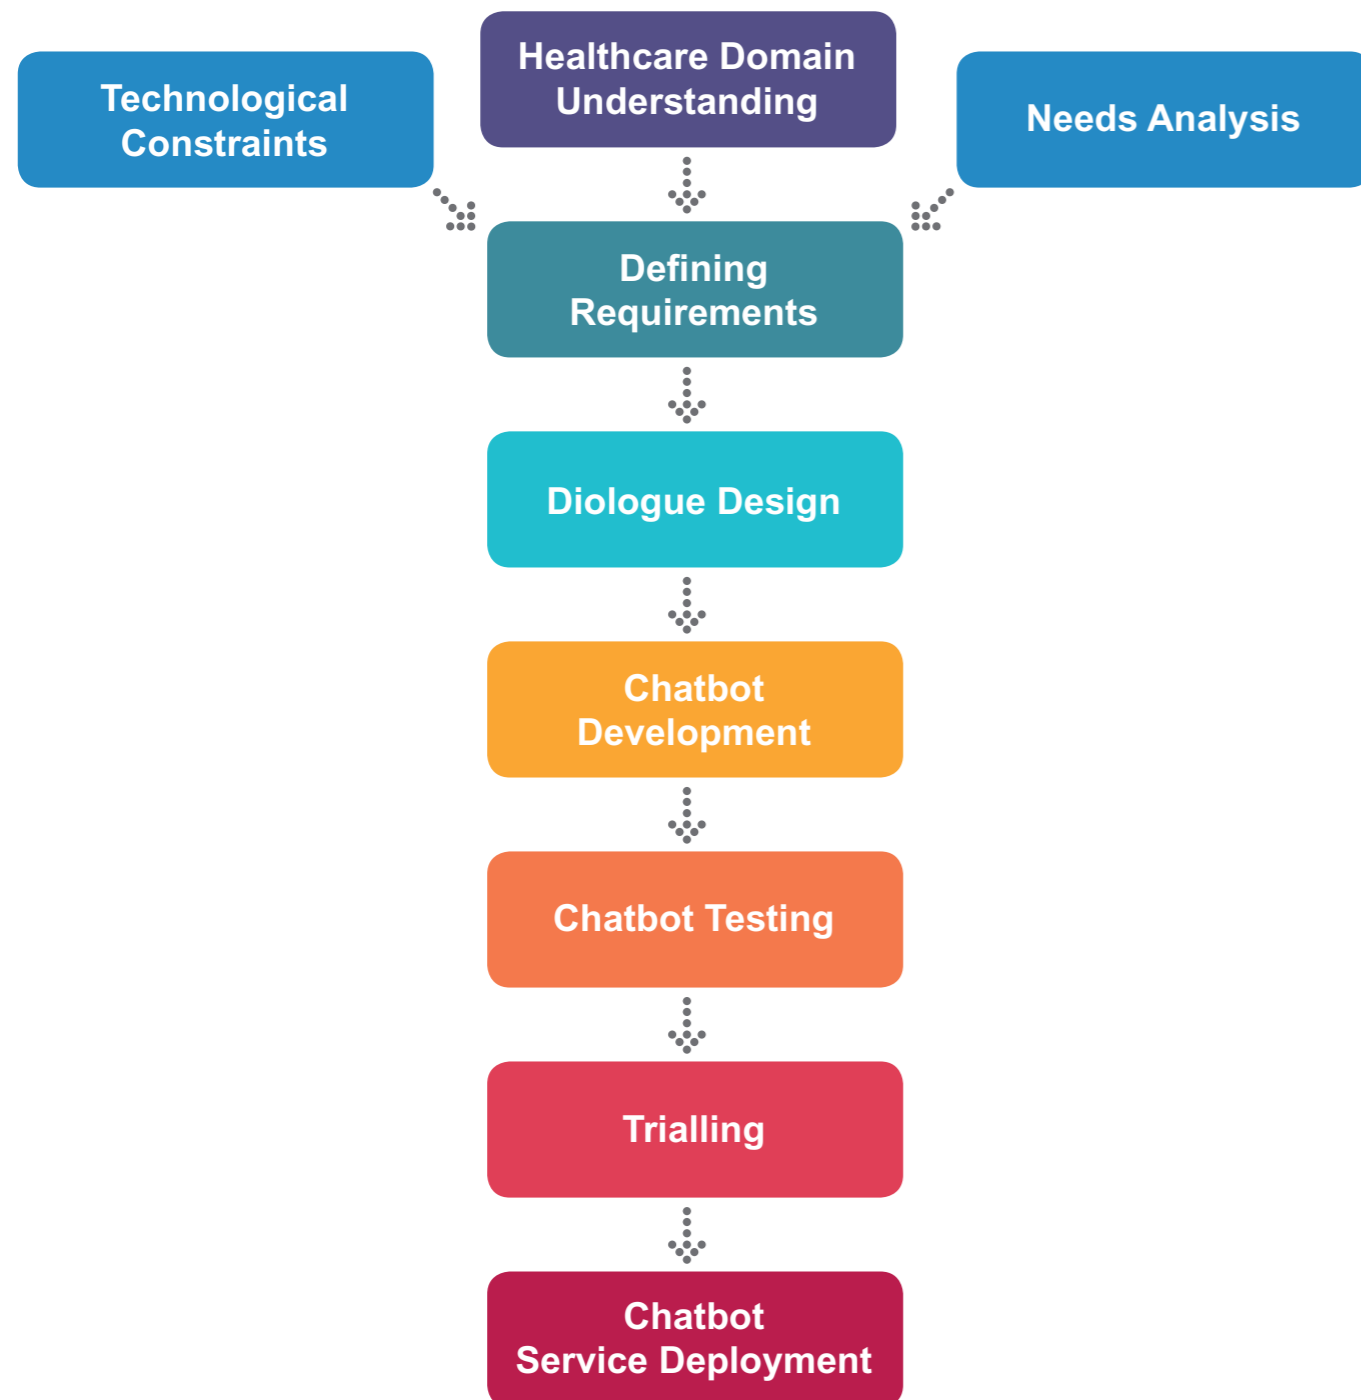 Technological
Constraints
Healthcare Domain
Understanding
Needs Analysis
Defining
Requirements
Diologue Design
Chatbot
Development
Chatbot Testing
Trialling
Chatbot
Service Deployment